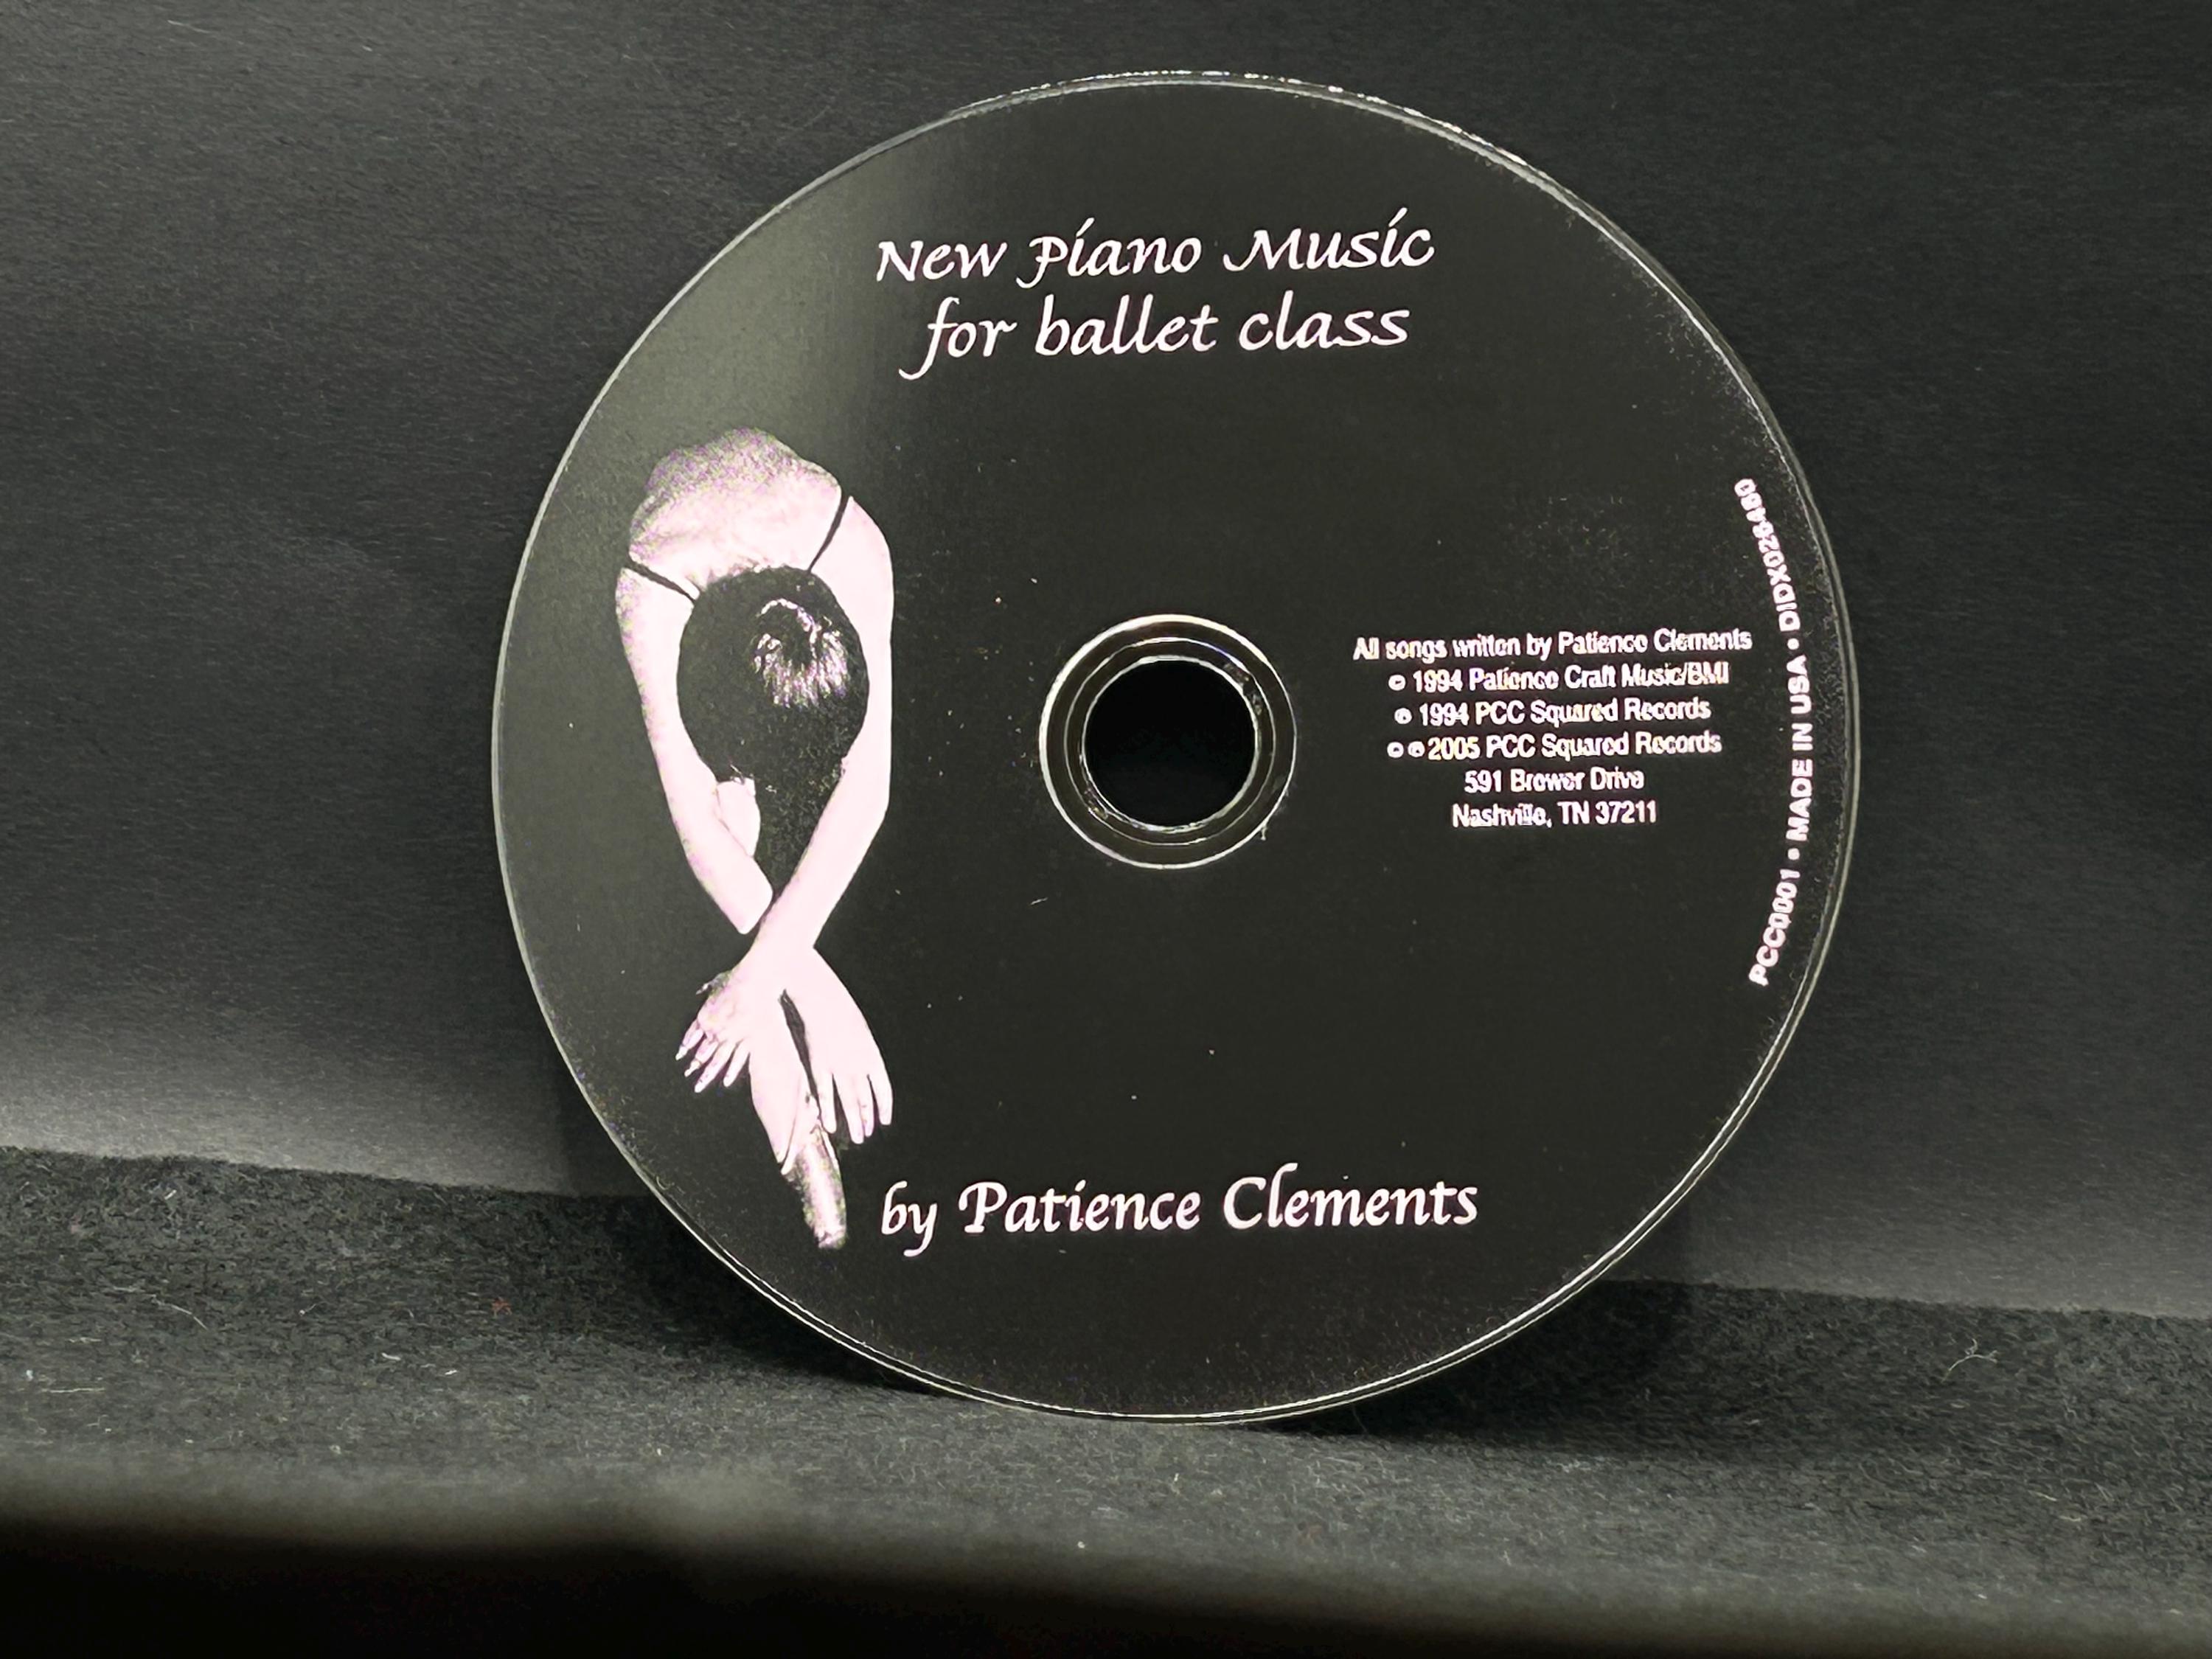 New Piano Music
for ballet class
All songs written by Patience Clements
© 1994 Patience Craft Music/BMI
℗ 1994 PCC Squared Records
© ℗ 2005 PCC Squared Records
591 Brewer Drive
Nashville, TN 37211
PCC0001 • MADE IN USA •
by Patience Clements